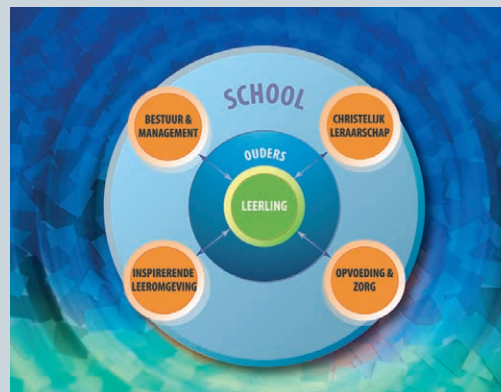 SCHOOL
BESTUUR &
MANAGEMENT
CHRISTELIJK
LERAARSCHAP
OUDERS
LEERLING
INSPIRERENDE
LEEROMGEVING
OPVOEDING &
ZORG